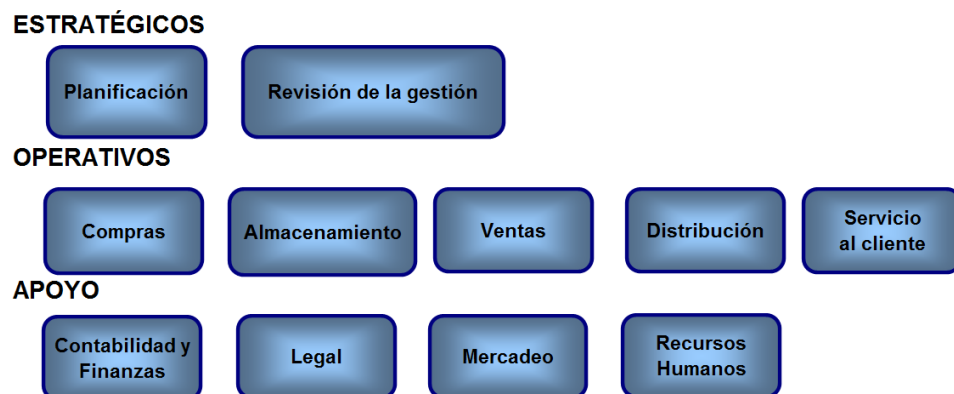 ESTRATÉGICOS
Planificación
Revisión de la gestión
OPERATIVOS
Compras
Almacenamiento
Ventas
Distribución
Servicio
al cliente
APOYO
Contabilidad y
Finanzas
Legal
Mercadeo
Recursos
Humanos